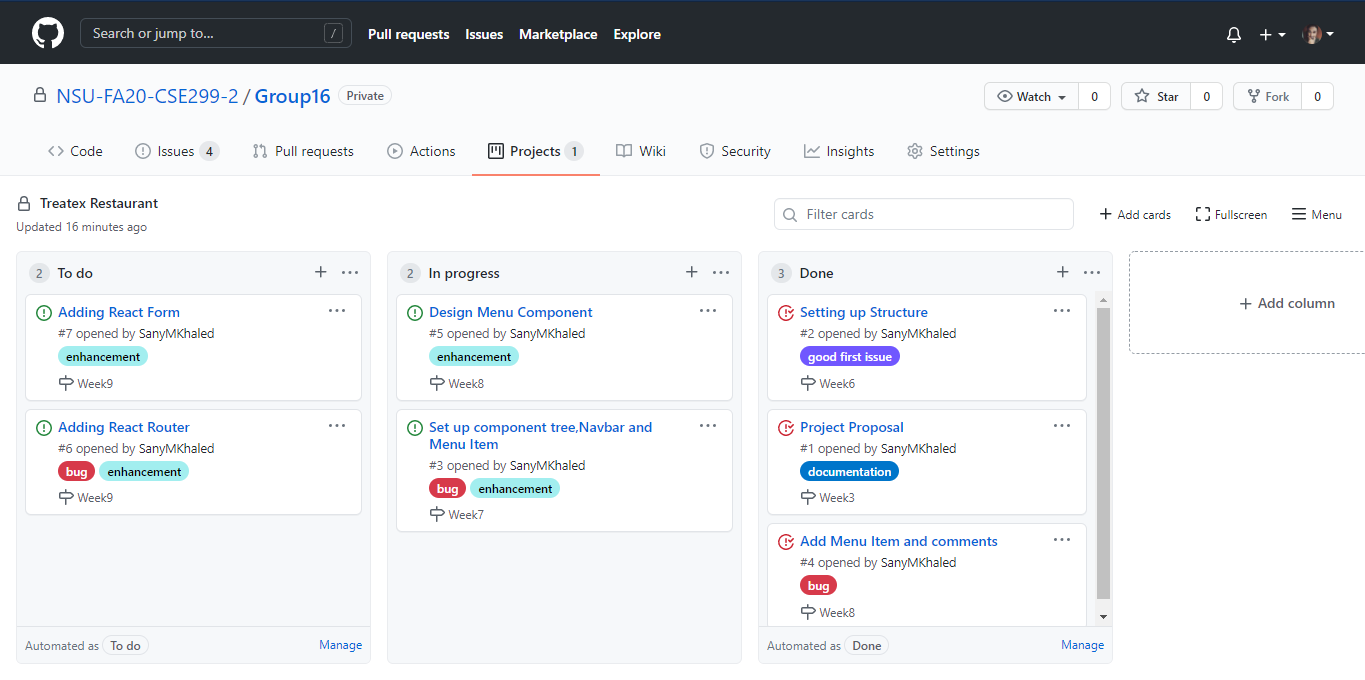 Search or jump to... /
Pull requests Issues Marketplace Explore
NSU-FA20-CSE299-2 / Group16 Private
Watch 0 Star 0 Fork 0
Code Issues 4 Pull requests Actions Projects 1 Wiki Security Insights Settings
Treatex Restaurant
Updated 16 minutes ago
Filter cards
Add cards Fullscreen Menu
2 To do
Adding React Form
#7 opened by SanyMKhaled
enhancement
Week9
Adding React Router
#6 opened by SanyMKhaled
bug enhancement
Week9
Automated as To do Manage
2 In progress
Design Menu Component
#5 opened by SanyMKhaled
enhancement
Week8
Set up component tree,Navbar and
Menu Item
#3 opened by SanyMKhaled
bug enhancement
Week7
3 Done
Setting up Structure
#2 opened by SanyMKhaled
good first issue
Week6
Project Proposal
#1 opened by SanyMKhaled
documentation
Week3
Add Menu Item and comments
#4 opened by SanyMKhaled
bug
Week8
Automated as Done Manage
Add column